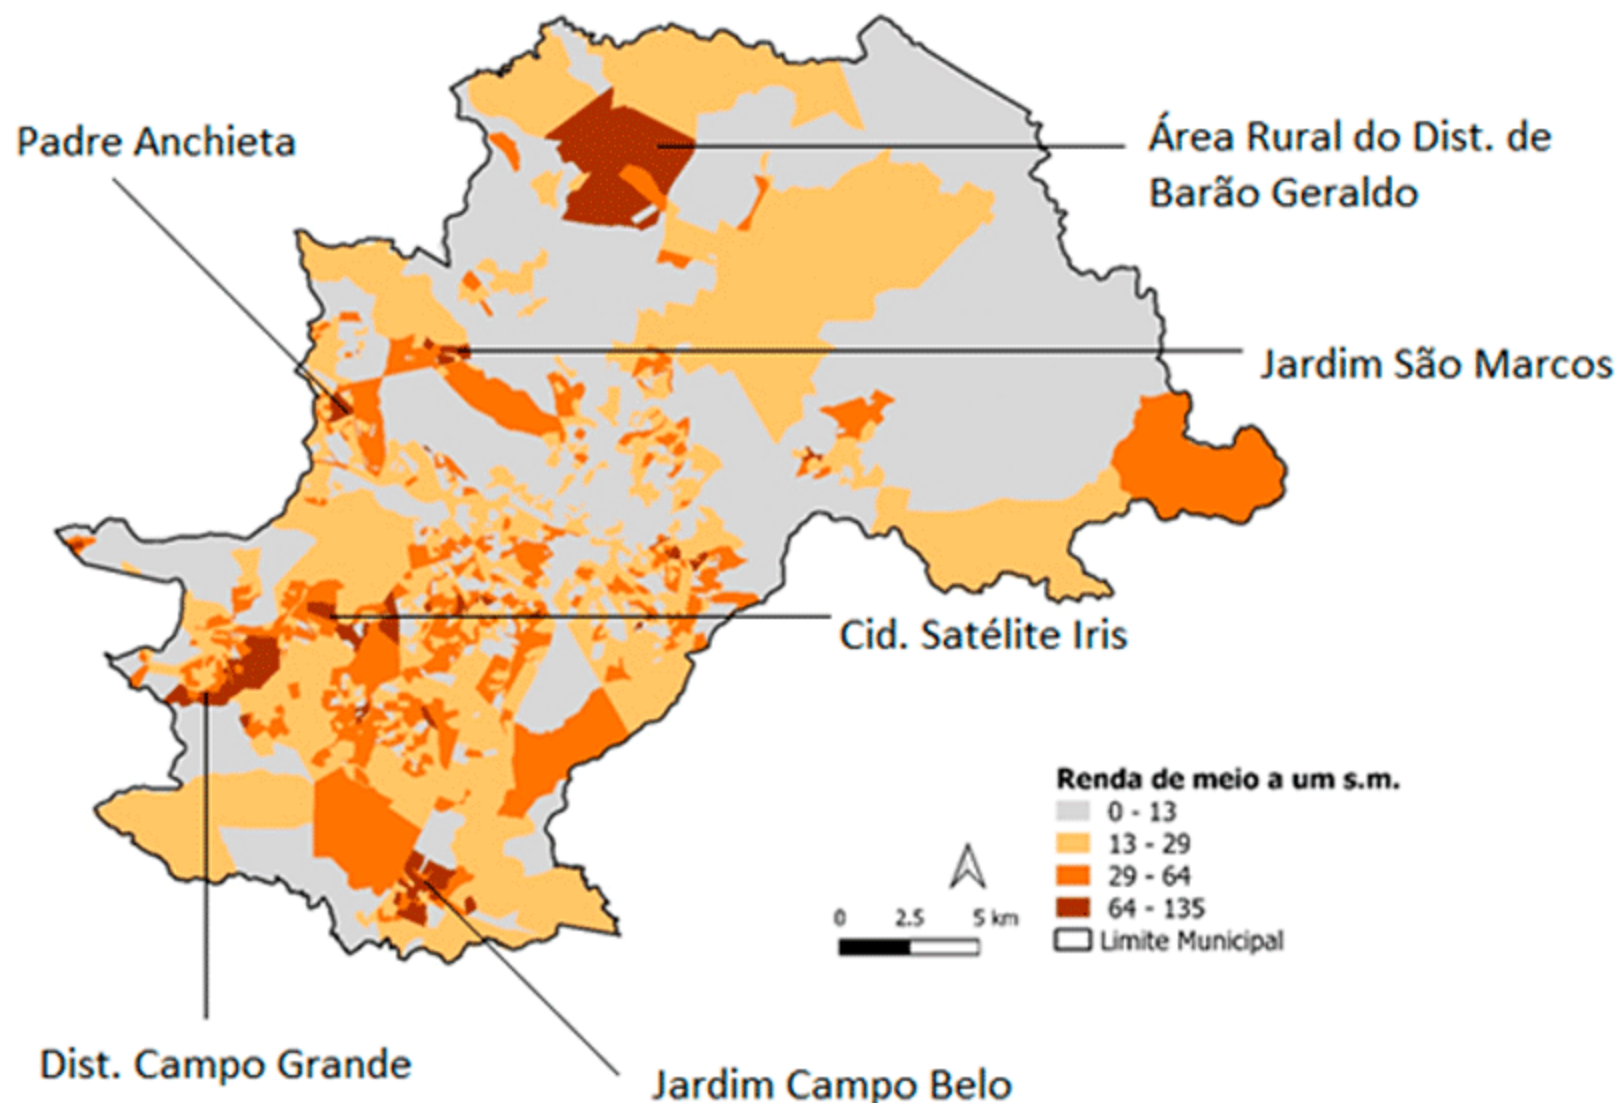 Padre Anchieta
Área Rural do Dist. de
Barão Geraldo
Jardim São Marcos
Cid. Satélite Iris
Renda de meio a um s.m.
0 - 13
13 - 29
29 - 64
64 - 135
Limite Municipal
0 2.5 5 km
Dist. Campo Grande
Jardim Campo Belo